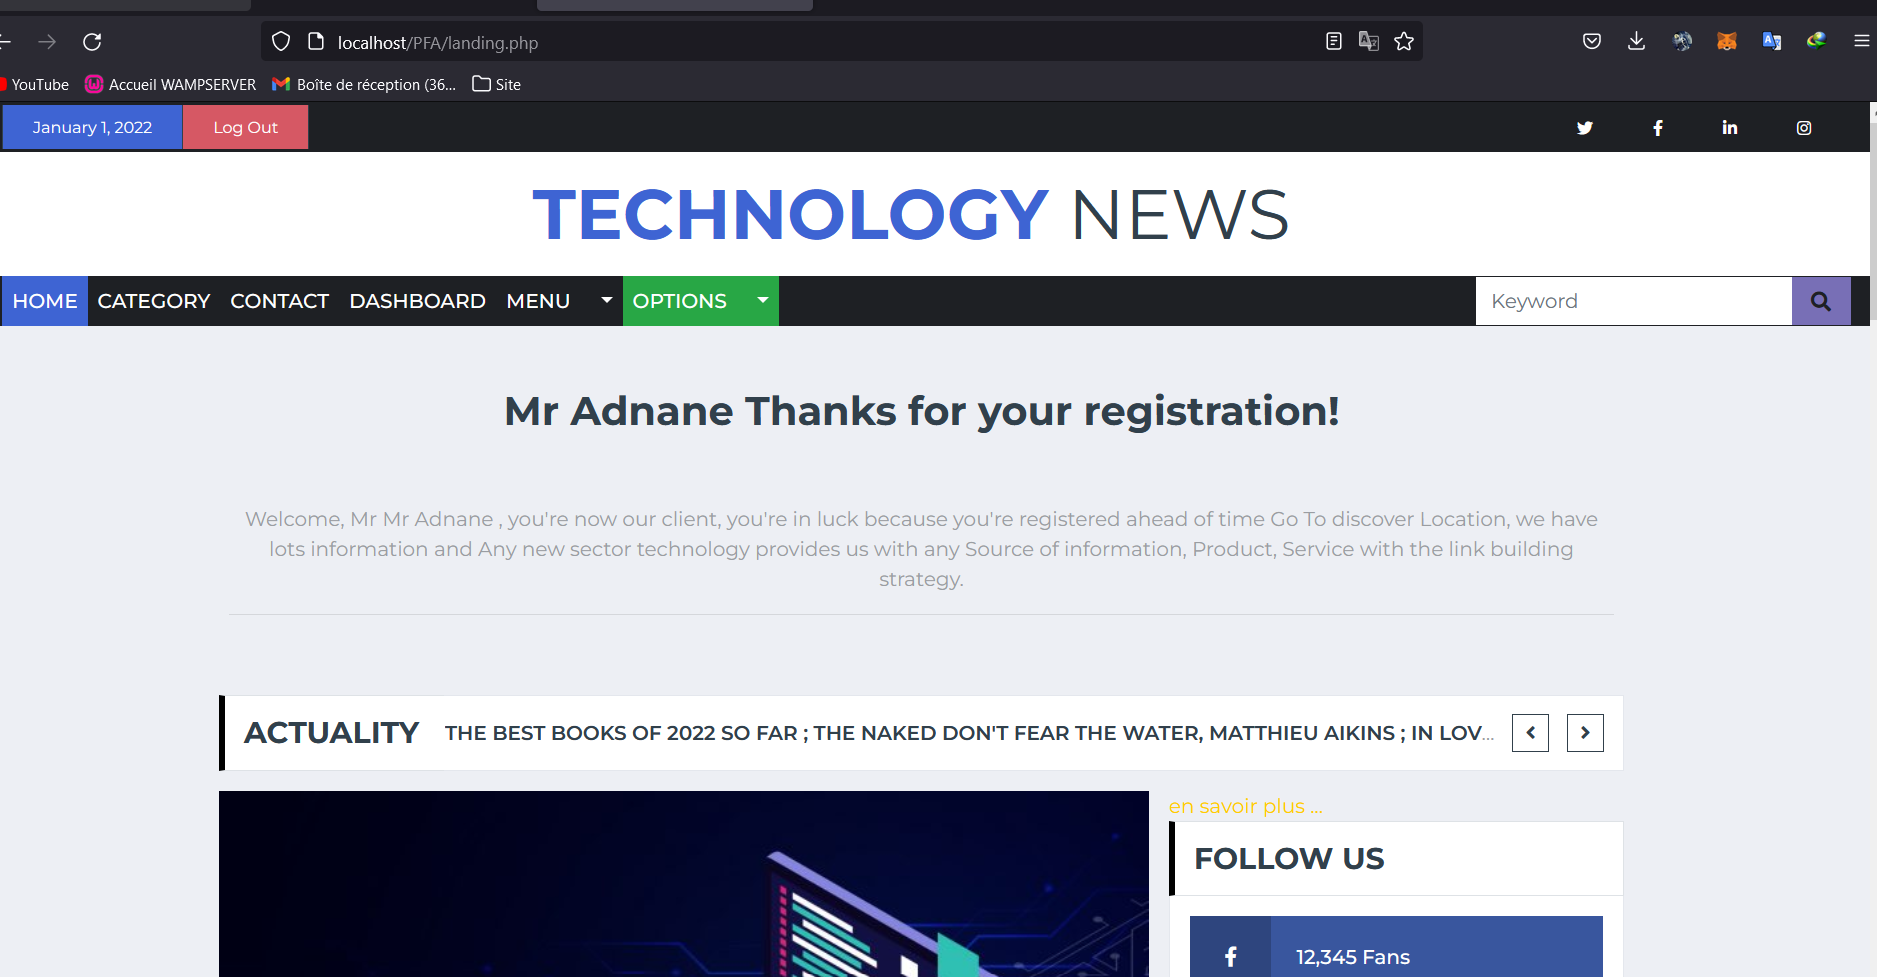 localhost/PFA/landing.php
YouTube Accueil WAMPSERVER Boîte de réception (36... Site
January 1, 2022 Log Out
TECHNOLOGY NEWS
HOME CATEGORY CONTACT DASHBOARD MENU OPTIONS Keyword
Mr Adnane Thanks for your registration!
Welcome, Mr Mr Adnane , you're now our client, you're in luck because you're registered ahead of time Go To discover Location, we have
lots information and Any new sector technology provides us with any Source of information, Product, Service with the link building
strategy.
ACTUALITY THE BEST BOOKS OF 2022 SO FAR ; THE NAKED DON'T FEAR THE WATER, MATTHIEU AIKINS ; IN LOV...
en savoir plus ...
FOLLOW US
12,345 Fans